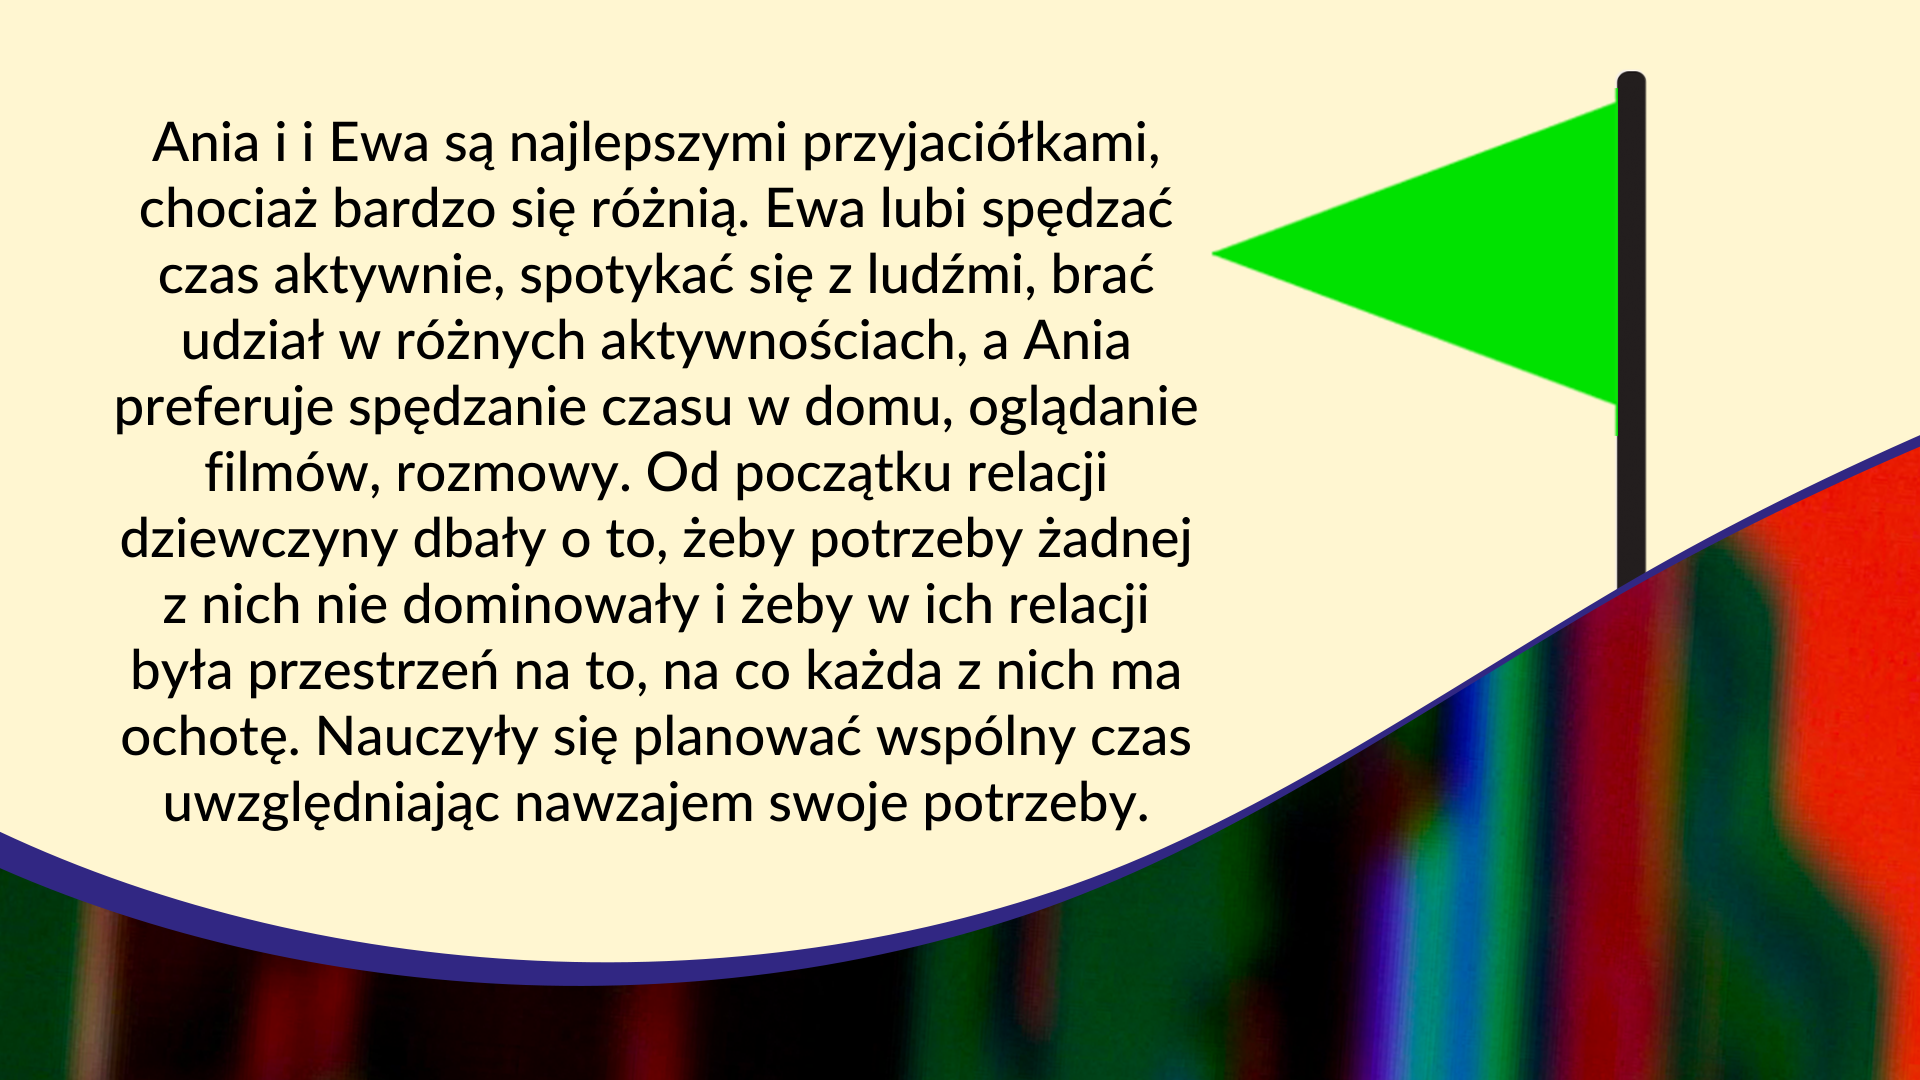 Ania i i Ewa są najlepszymi przyjaciółkami,
chociaż bardzo się różnią. Ewa lubi spędzać
czas aktywnie, spotykać się z ludźmi, brać
udział w różnych aktywnościach, a Ania
preferuje spędzanie czasu w domu, oglądanie
filmów, rozmowy. Od początku relacji
dziewczyny dbały o to, żeby potrzeby żadnej
z nich nie dominowały i żeby w ich relacji
była przestrzeń na to, na co każda z nich ma
ochotę. Nauczyły się planować wspólny czas
uwzględniając nawzajem swoje potrzeby.